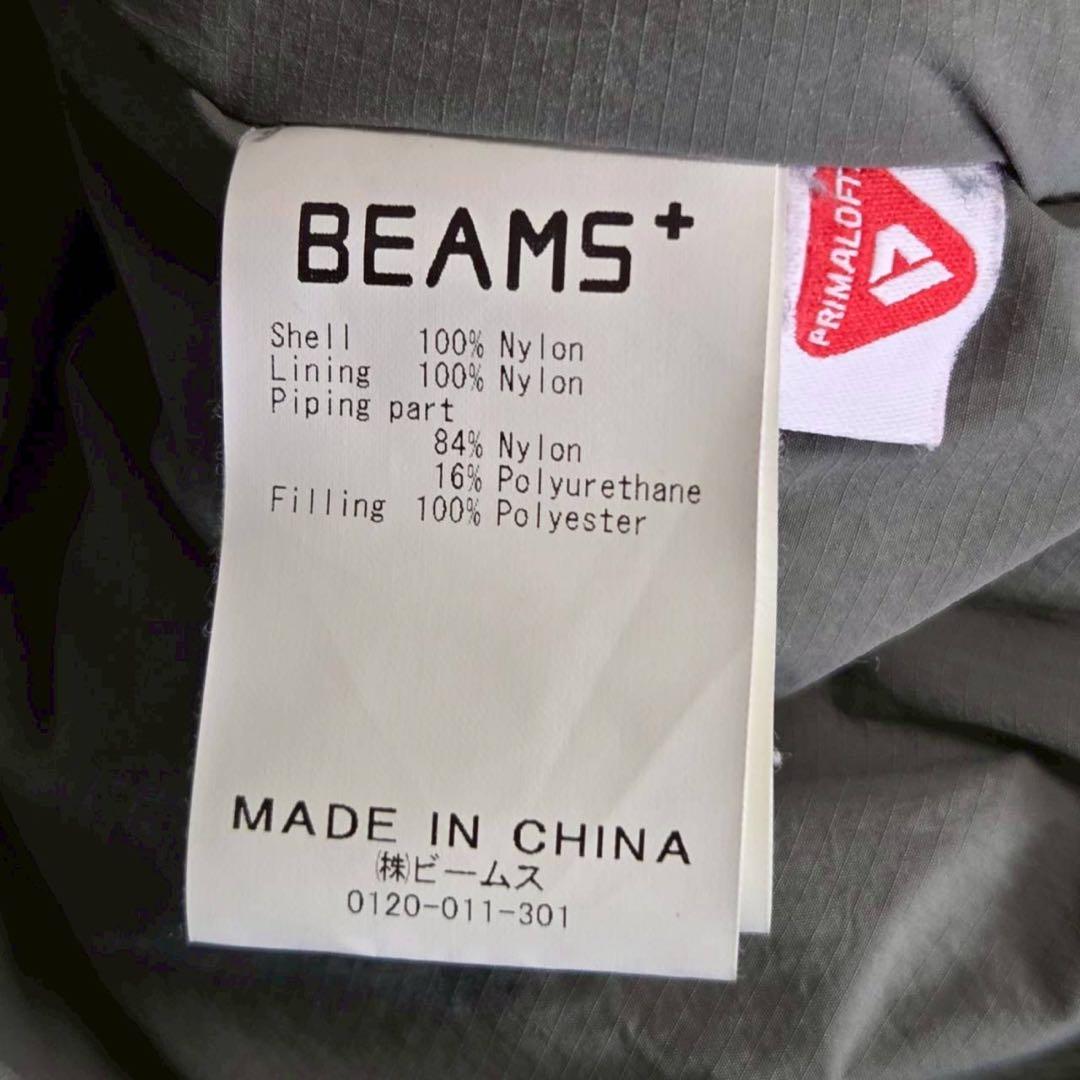 BEAMS+
Shell 100% Nylon
Lining 100% Nylon
Piping part
84% Nylon
16% Polyurethane
Filling 100% Polyester
MADE IN CHINA
㈱ビームス
0120-011-301
PRIMALOFT